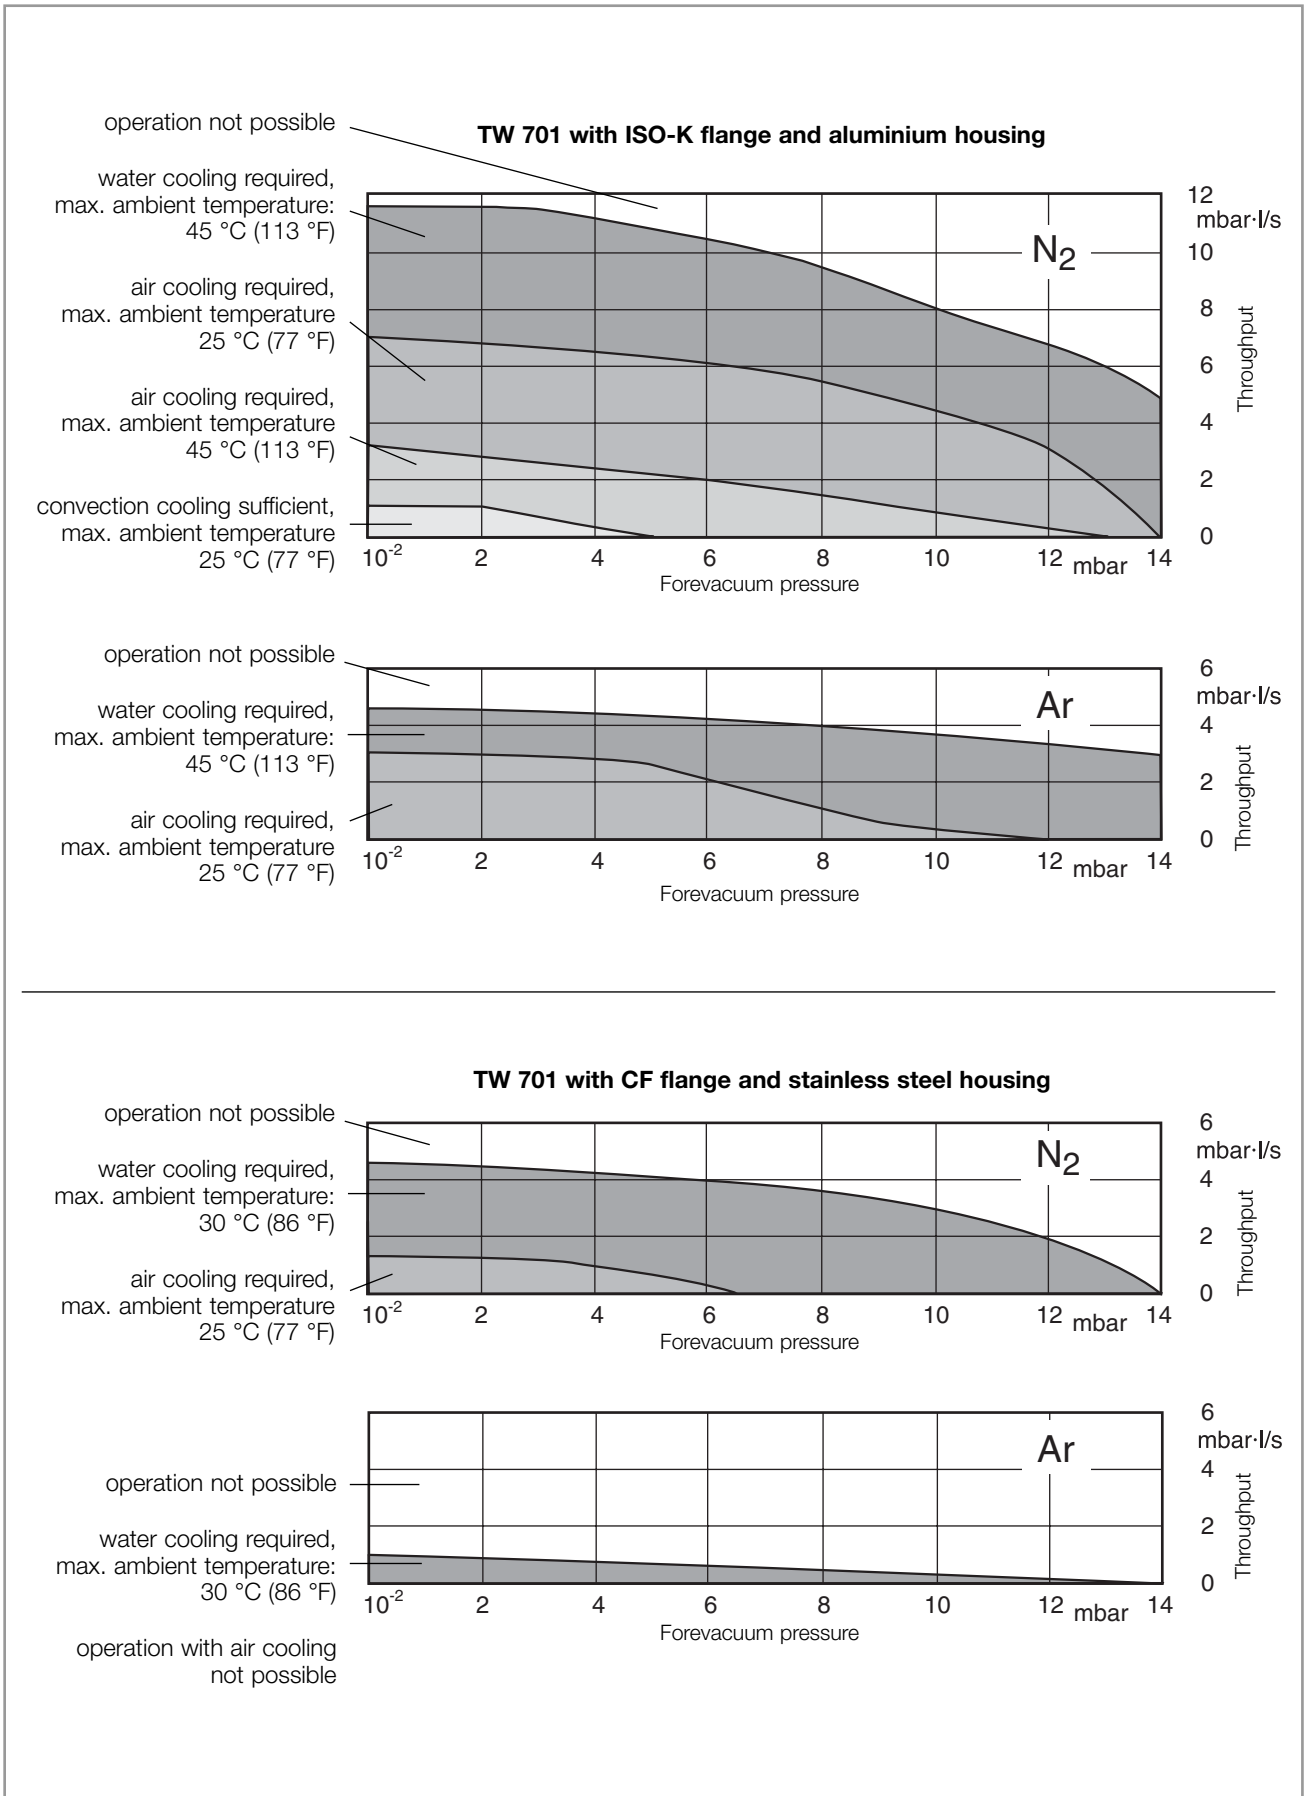 operation not possible
TW 701 with ISO-K flange and aluminium housing
water cooling required,
max. ambient temperature:
45 °C (113 °F)
air cooling required,
max. ambient temperature
25 °C (77 °F)
air cooling required,
max. ambient temperature
45 °C (113 °F)
convection cooling sufficient,
max. ambient temperature
25 °C (77 °F)
N2
12
mbar·l/s
10
8
6
4
2
0
Throughput
10-2 2 4 6 8 10 12 mbar 14
Forevacuum pressure
operation not possible
water cooling required,
max. ambient temperature:
45 °C (113 °F)
air cooling required,
max. ambient temperature
25 °C (77 °F)
Ar
6
mbar·l/s
4
2
0
Throughput
10-2 2 4 6 8 10 12 mbar 14
Forevacuum pressure
TW 701 with CF flange and stainless steel housing
operation not possible
water cooling required,
max. ambient temperature:
30 °C (86 °F)
air cooling required,
max. ambient temperature
25 °C (77 °F)
N2
6
mbar·l/s
4
2
0
Throughput
10-2 2 4 6 8 10 12 mbar 14
Forevacuum pressure
operation not possible
water cooling required,
max. ambient temperature:
30 °C (86 °F)
operation with air cooling
not possible
Ar
6
mbar·l/s
4
2
0
Throughput
10-2 2 4 6 8 10 12 mbar 14
Forevacuum pressure